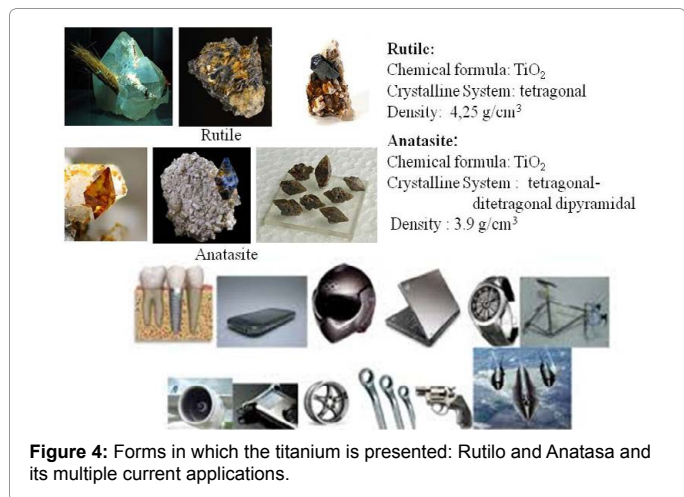 Rutile:
Chemical formula: TiO₂
Crystalline System: tetragonal
Density: 4,25 g/cm³
Rutile
Anatasite:
Chemical formula: TiO₂
Crystalline System : tetragonal-
ditetragonal dipyramidal
Density : 3.9 g/cm³
Anatasite
Figure 4: Forms in which the titanium is presented: Rutilo and Anatasa and
its multiple current applications.